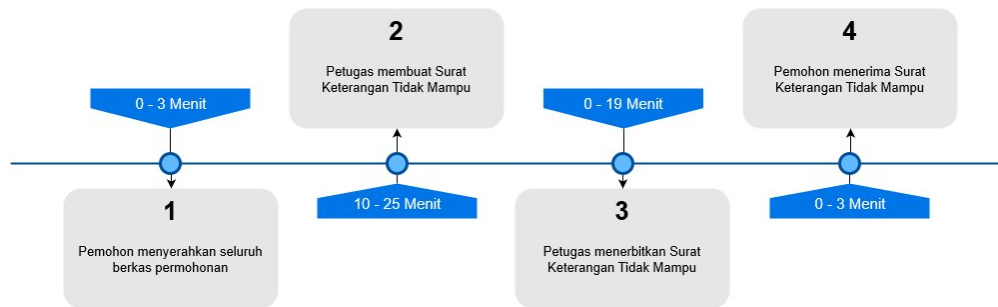 0 - 3 Menit
1
Pemohon menyerahkan seluruh
berkas permohonan
2
Petugas membuat Surat
Keterangan Tidak Mampu
10 - 25 Menit
0 - 19 Menit
3
Petugas menerbitkan Surat
Keterangan Tidak Mampu
4
Pemohon menerima Surat
Keterangan Tidak Mampu
0 - 3 Menit